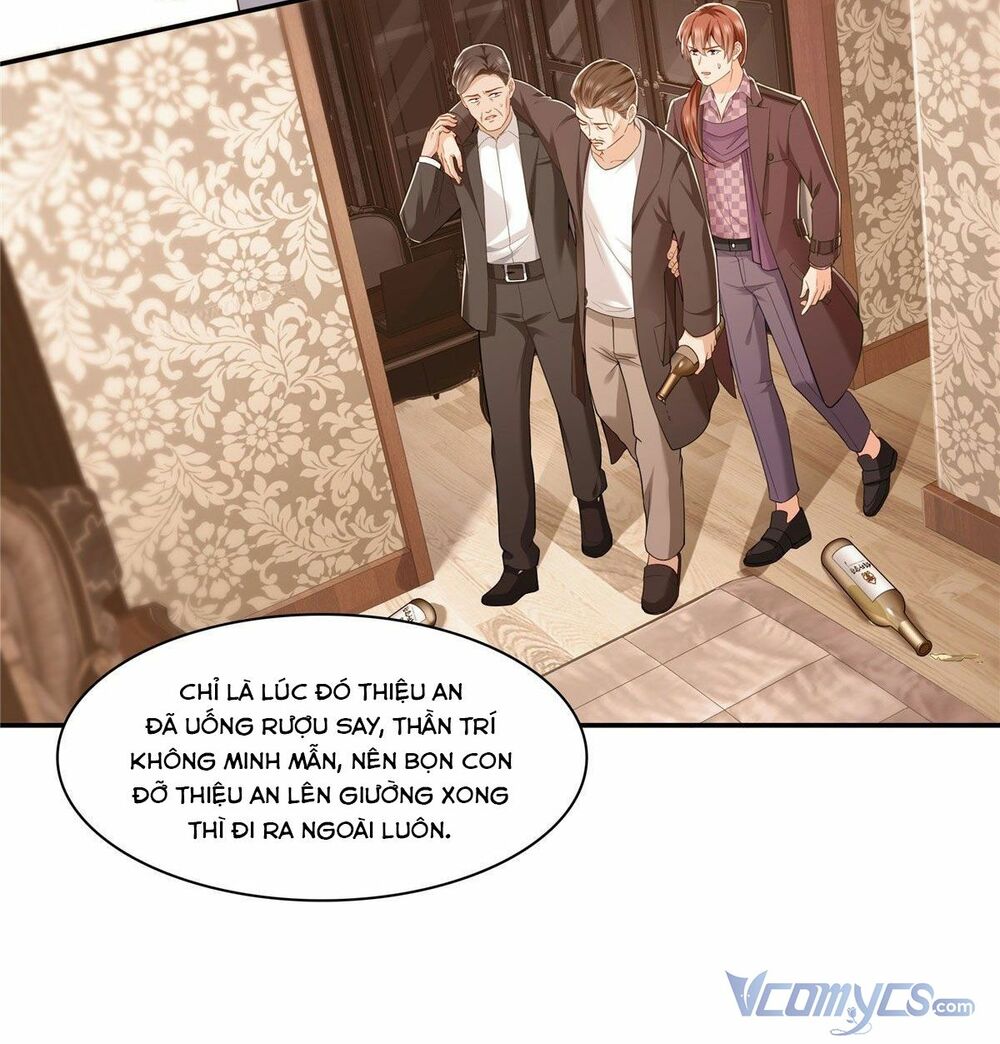 CHỈ LÀ LÚC ĐÓ THIỆU AN
ĐÃ UỐNG RƯỢU SAY, THẦN TRÍ
KHÔNG MINH MẪN, NÊN BỌN CON
ĐỠ THIỆU AN LÊN GIƯỜNG XONG
THÌ ĐI RA NGOÀI LUÔN.
VCOMYCS.com